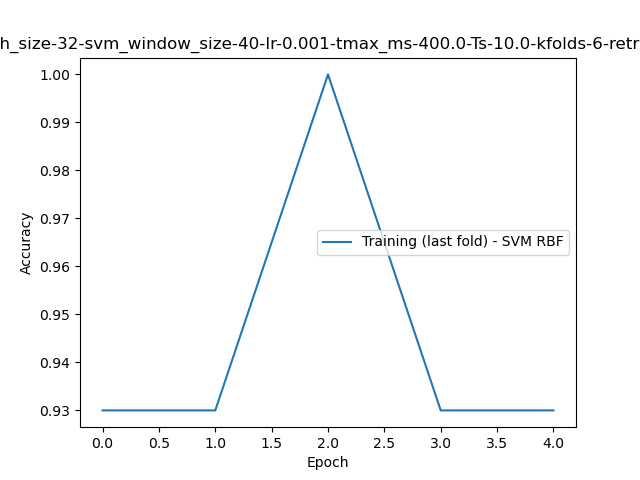 h_size-32-svm_window_size-40-lr-0.001-tmax_ms-400.0-Ts-10.0-kfolds-6-retr
1.00
0.99
0.98
0.97
0.96
0.95
0.94
0.93
Accuracy
Training (last fold) - SVM RBF
0.0 0.5 1.0 1.5 2.0 2.5 3.0 3.5 4.0
Epoch